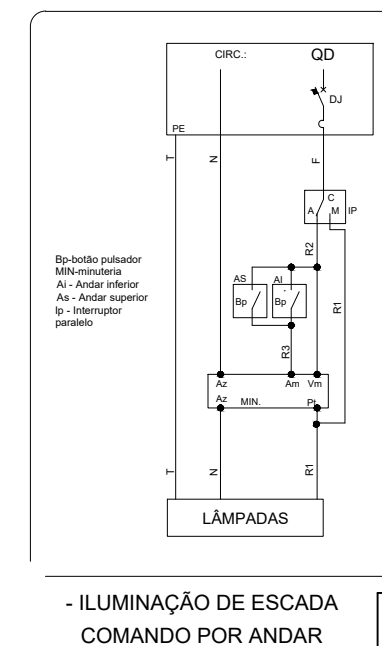 CIRC.:
QD
DJ
PE
T
N
F
C
A
M
IP
R2
R1
AS
AI
Bp
Bp
R3
Bp-botão pulsador
MIN-minuteria
Ai - Andar inferior
As - Andar superior
Ip - Interruptor
paralelo
Az
Am
Vm
Az
MIN.
Pt
T
N
R1
LÂMPADAS
- ILUMINAÇÃO DE ESCADA
COMANDO POR ANDAR